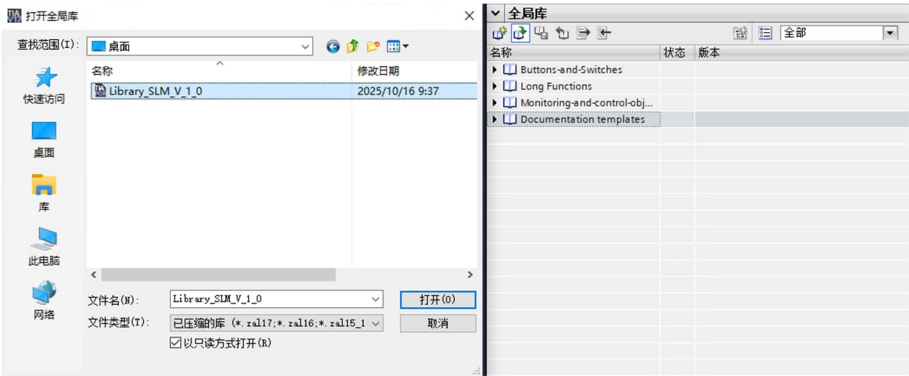 打开全局库
查找范围(I):
桌面
名称
修改日期
Library_SLM_V_1_0
2025/10/16 9:37
快速访问
桌面
库
此电脑
网络
文件名(N):
Library_SLM_V_1_0
打开(O)
文件类型(T):
已压缩的库 (*.zal17;*.zal16;*.zal15_1
取消
以只读方式打开(R)
全局库
全部
名称
状态
版本
Buttons-and-Switches
Long Functions
Monitoring-and-control-obj...
Documentation templates